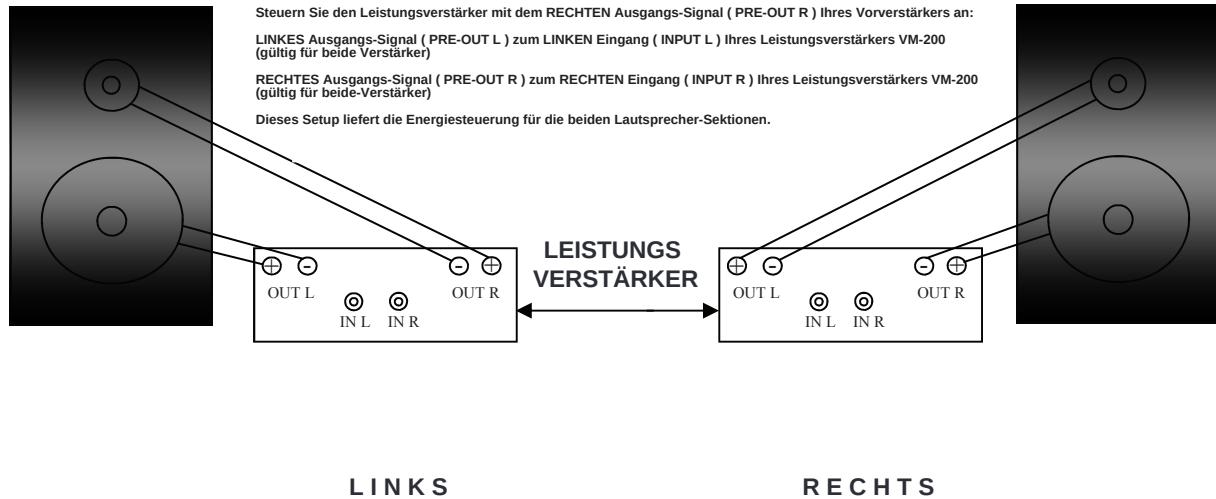 Steuern Sie den Leistungsverstärker mit dem RECHTEN Ausgangs-Signal ( PRE-OUT R ) Ihres Vorverstärkers an:
LINKES Ausgangs-Signal ( PRE-OUT L ) zum LINKEN Eingang ( INPUT L ) Ihres Leistungsverstärkers VM-200
(gültig für beide Verstärker)
RECHTES Ausgangs-Signal ( PRE-OUT R ) zum RECHTEN Eingang ( INPUT R ) Ihres Leistungsverstärkers VM-200
(gültig für beide-Verstärker)
Dieses Setup liefert die Energiesteuerung für die beiden Lautsprecher-Sektionen.
LEISTUNGS
VERSTÄRKER
+ - - +
OUT L OUT R
IN L IN R
+ - - +
OUT L OUT R
IN L IN R
LINKS
RECHTS